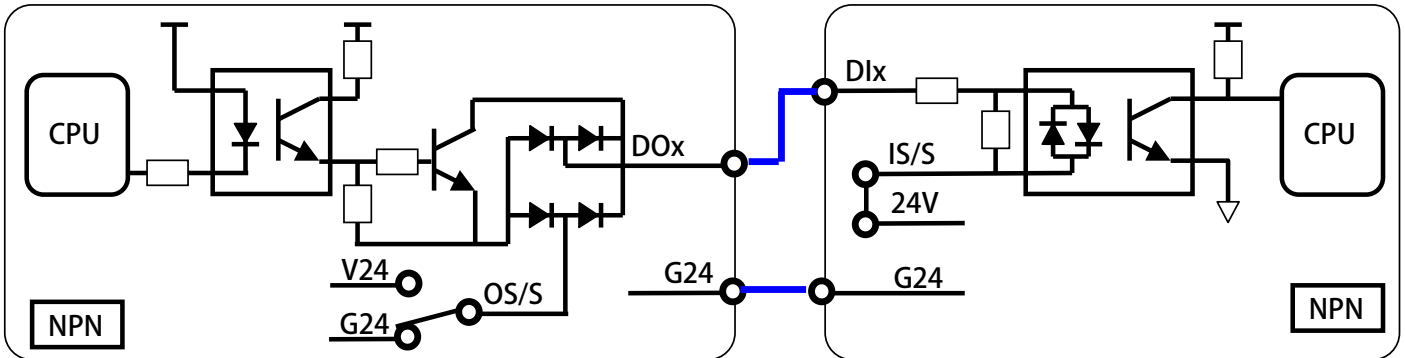 CPU
DOx
V24
OS/S
G24
NPN
G24
DIx
IS/S
24V
G24
CPU
NPN